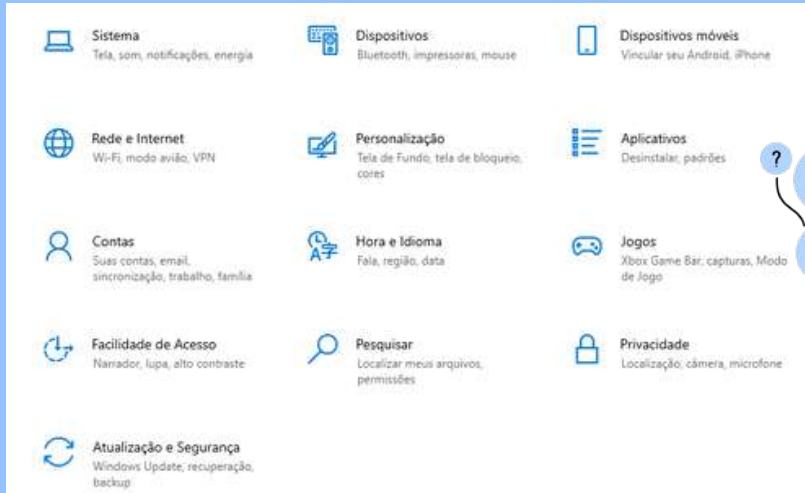 Sistema
Tela, som, notificações, energia
Dispositivos
Bluetooth, impressoras, mouse
Dispositivos móveis
Vincular seu Android, iPhone
Rede e Internet
Wi-Fi, modo avião, VPN
Personalização
Tela de Fundo, tela de bloqueio,
cores
Aplicativos
Desinstalar, padrões
?
Contas
Suas contas, email,
sincronização, trabalho, família
Hora e Idioma
Fala, região, data
Jogos
Xbox Game Bar, capturas, Modo
de Jogo
Facilidade de Acesso
Narrador, lupa, alto contraste
Pesquisar
Localizar meus arquivos,
permissões
Privacidade
Localização, câmera, microfone
Atualização e Segurança
Windows Update, recuperação,
backup